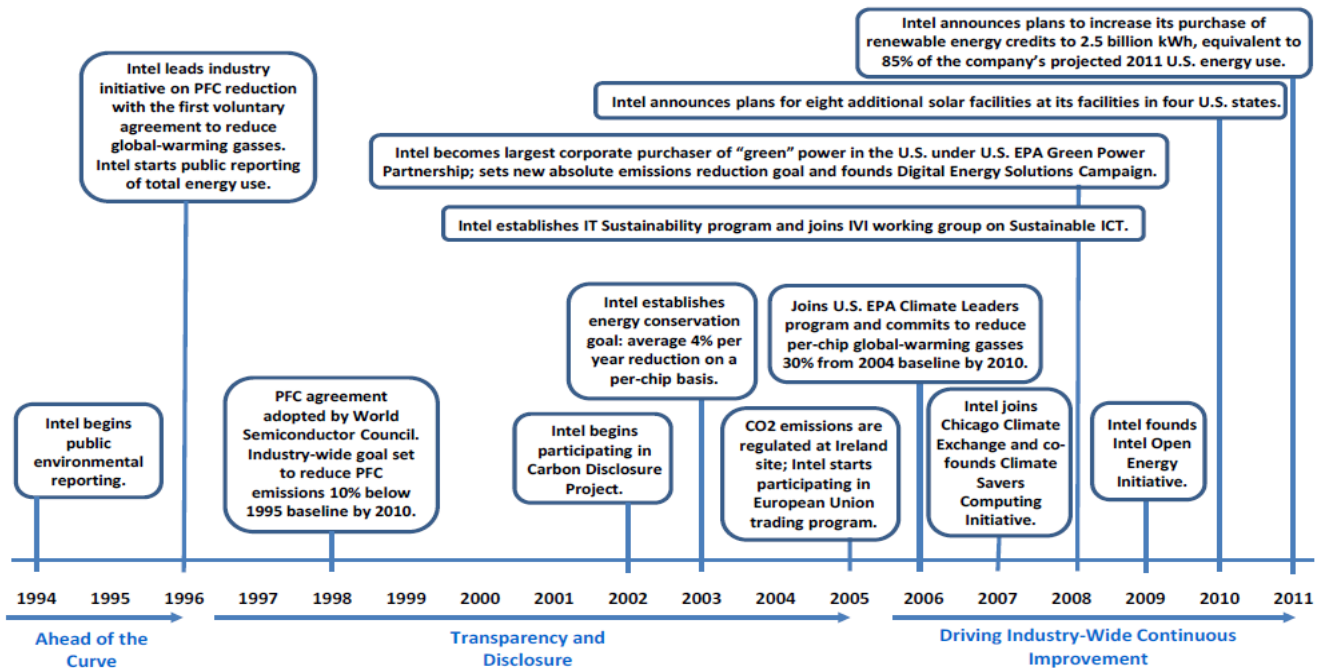 Intel announces plans to increase its purchase of
renewable energy credits to 2.5 billion kWh, equivalent to
85% of the company's projected 2011 U.S. energy use.
Intel leads industry
initiative on PFC reduction
with the first voluntary
agreement to reduce
global-warming gasses.
Intel starts public reporting
of total energy use.
Intel announces plans for eight additional solar facilities at its facilities in four U.S. states.
Intel becomes largest corporate purchaser of “green” power in the U.S. under U.S. EPA Green Power
Partnership; sets new absolute emissions reduction goal and founds Digital Energy Solutions Campaign.
Intel establishes IT Sustainability program and joins IVI working group on Sustainable ICT.
Intel establishes
energy conservation
goal: average 4% per
year reduction on a
per-chip basis.
Joins U.S. EPA Climate Leaders
program and commits to reduce
per-chip global-warming gasses
30% from 2004 baseline by 2010.
Intel begins
public
environmental
reporting.
PFC agreement
adopted by World
Semiconductor Council.
Industry-wide goal set
to reduce PFC
emissions 10% below
1995 baseline by 2010.
Intel begins
participating in
Carbon Disclosure
Project.
CO2 emissions are
regulated at Ireland
site; Intel starts
participating in
European Union
trading program.
Intel joins
Chicago Climate
Exchange and co-
founds Climate
Savers
Computing
Initiative.
Intel founds
Intel Open
Energy
Initiative.
1994 1995 1996 1997 1998 1999 2000 2001 2002 2003 2004 2005 2006 2007 2008 2009 2010 2011
Ahead of the
Curve
Transparency and
Disclosure
Driving Industry-Wide Continuous
Improvement